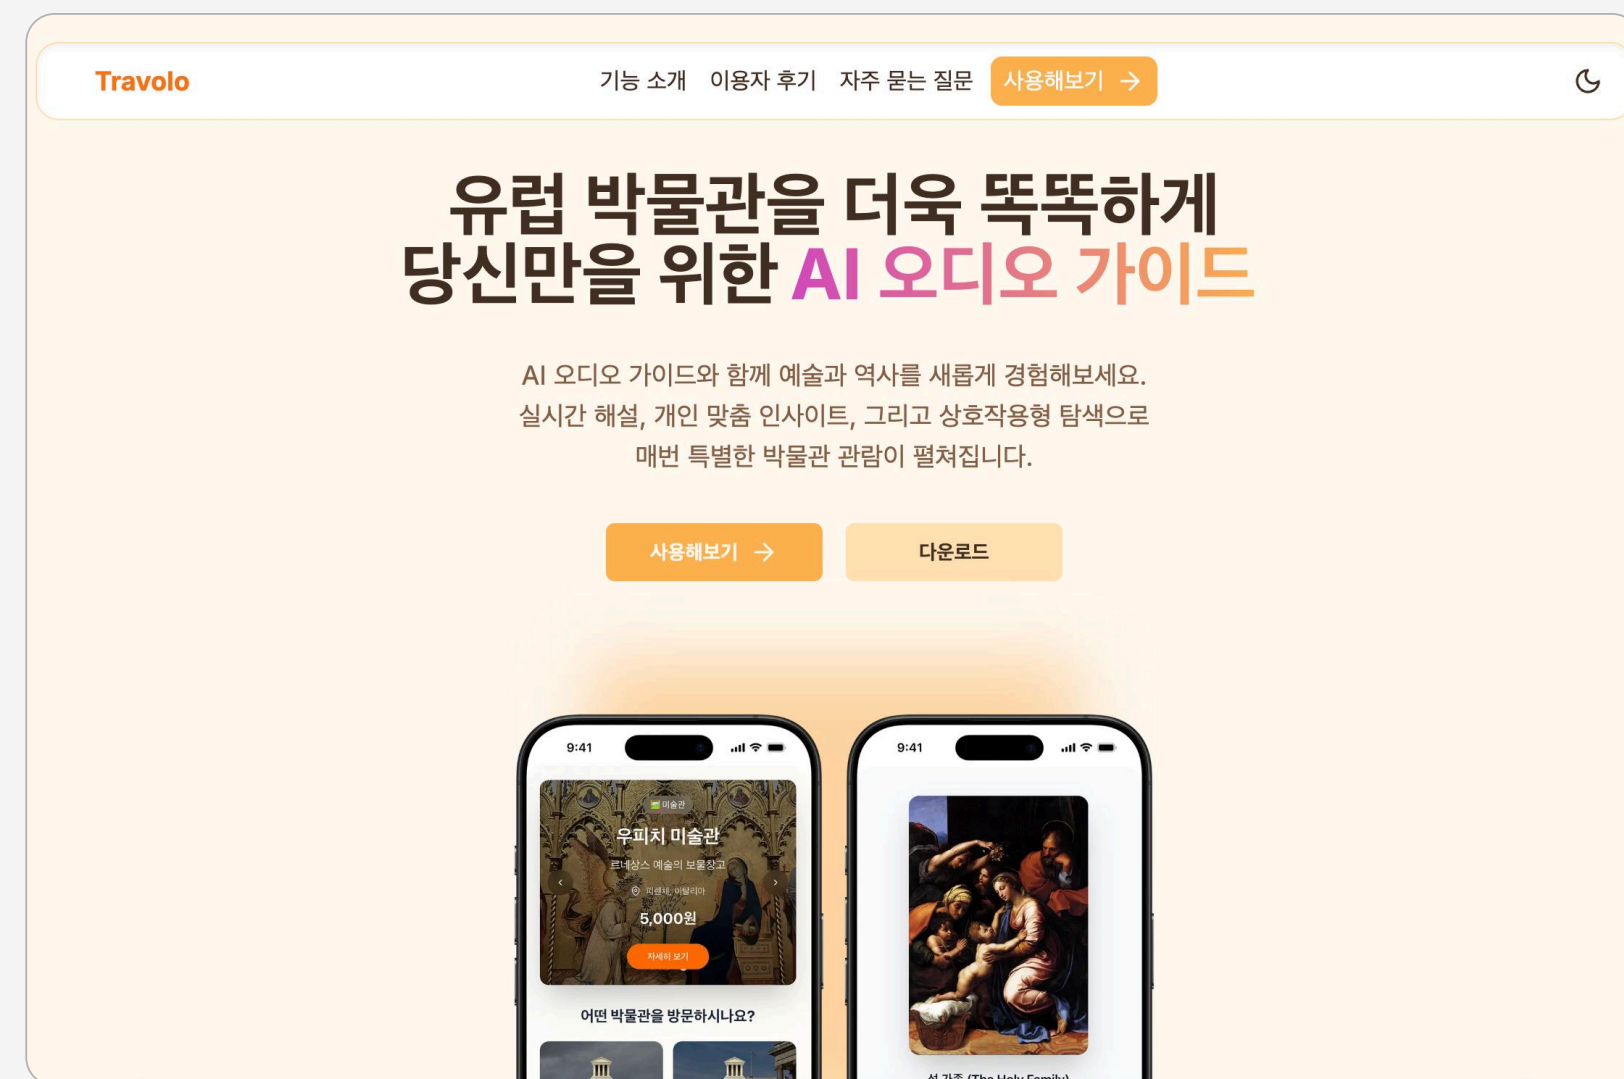 Travolo
기능 소개 이용자 후기 자주 묻는 질문 사용해보기 →
유럽 박물관을 더욱 똑똑하게
당신만을 위한 AI 오디오 가이드
AI 오디오 가이드와 함께 예술과 역사를 새롭게 경험해보세요.
실시간 해설, 개인 맞춤 인사이트, 그리고 상호작용형 탐색으로
매번 특별한 박물관 관람이 펼쳐집니다.
사용해보기 →
다운로드
9:41
미술관
우피치 미술관
르네상스 예술의 보물창고
피렌체, 이탈리아
5,000원
자세히 보기
어떤 박물관을 방문하시나요?
9:41
성 가족 (The Holy Family)